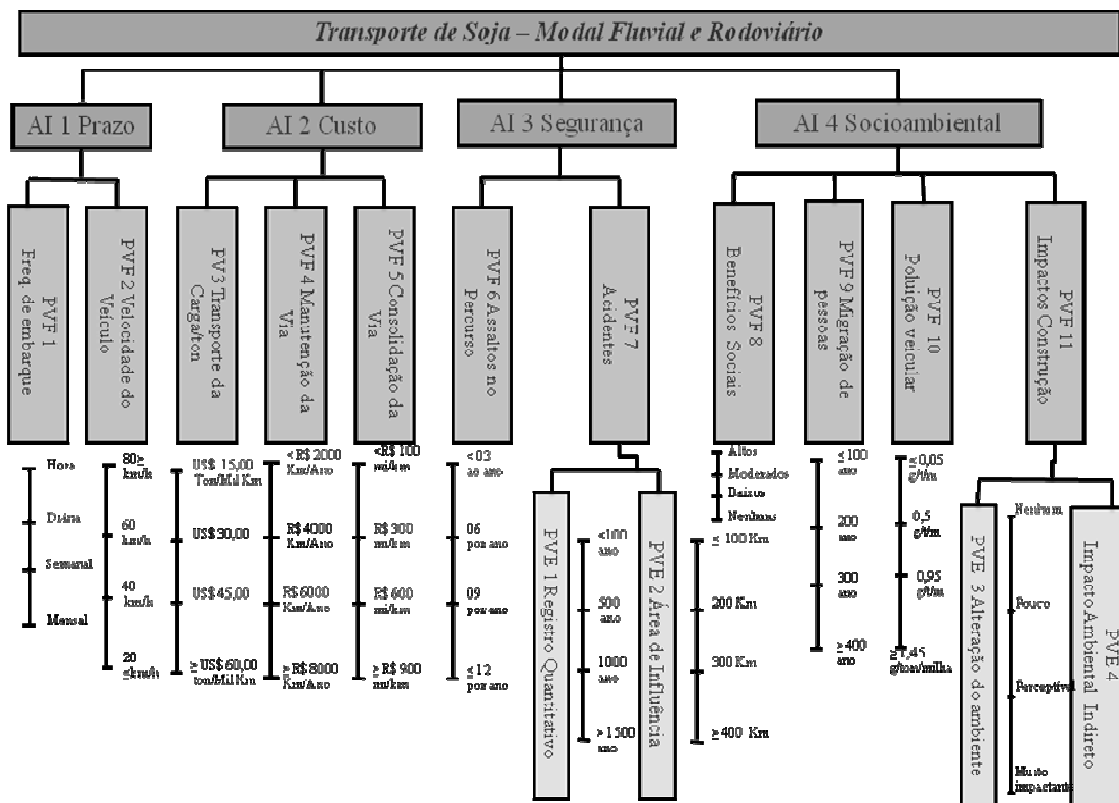 Transporte de Soja – Modal Fluvial e Rodoviário
AI 1 Prazo
AI 2 Custo
AI 3 Segurança
AI 4 Socioambiental
PVF 1
Freq. de embarque
PVF 2 Velocidade do
Veículo
PV 3 Transporte da
Carga/ton
PVF 4 Manutenção da
Via
PVF 5 Consolidação da
Via
PVF 6 Assaltos no
Percurso
PVF 7
Acidentes
PVF 8
Benefícios Sociais
PVF 9 Migração de
pessoas
PVF 10
Poluição veicular
PVF 11
Impactos Construção
Hora
Diária
Semanal
Mensal
80≥
km/h
60
km/h
40
km/h
20
≤km/h
US$ 15,00
Ton/Mil Km
US$ 30,00
US$ 45,00
≥ US$ 60,00
ton/Mil Km
<R$ 2000
Km/Ano
R$ 4000
Km/Ano
R$ 6000
Km/Ano
≥ R$ 8000
Km/Ano
<R$ 100
mi/km
R$ 300
mi/km
R$ 600
mi/km
≥ R$ 900
mi/km
<03
ao ano
06
por ano
09
por ano
≤ 12
por ano
PVE 1 Registro Quantitativo
<100
ano
500
ano
1000
ano
>1500
ano
PVE 2 Área de Influência
Altos
Moderados
Baixos
Nenhuns
≤ 100 Km
200 Km
300 Km
≥400 Km
≤100
ano
200
ano
300
ano
≥400
ano
≤0,05
g/t/m
0,5
g/t/m
0,95
g/t/m
≥1,45
g/ton/milha
PVE 3 Alteração do ambiente
Nenhum
Pouco
Perceptível
Muito
impactante
PVE 4
Impacto Ambiental Indireto